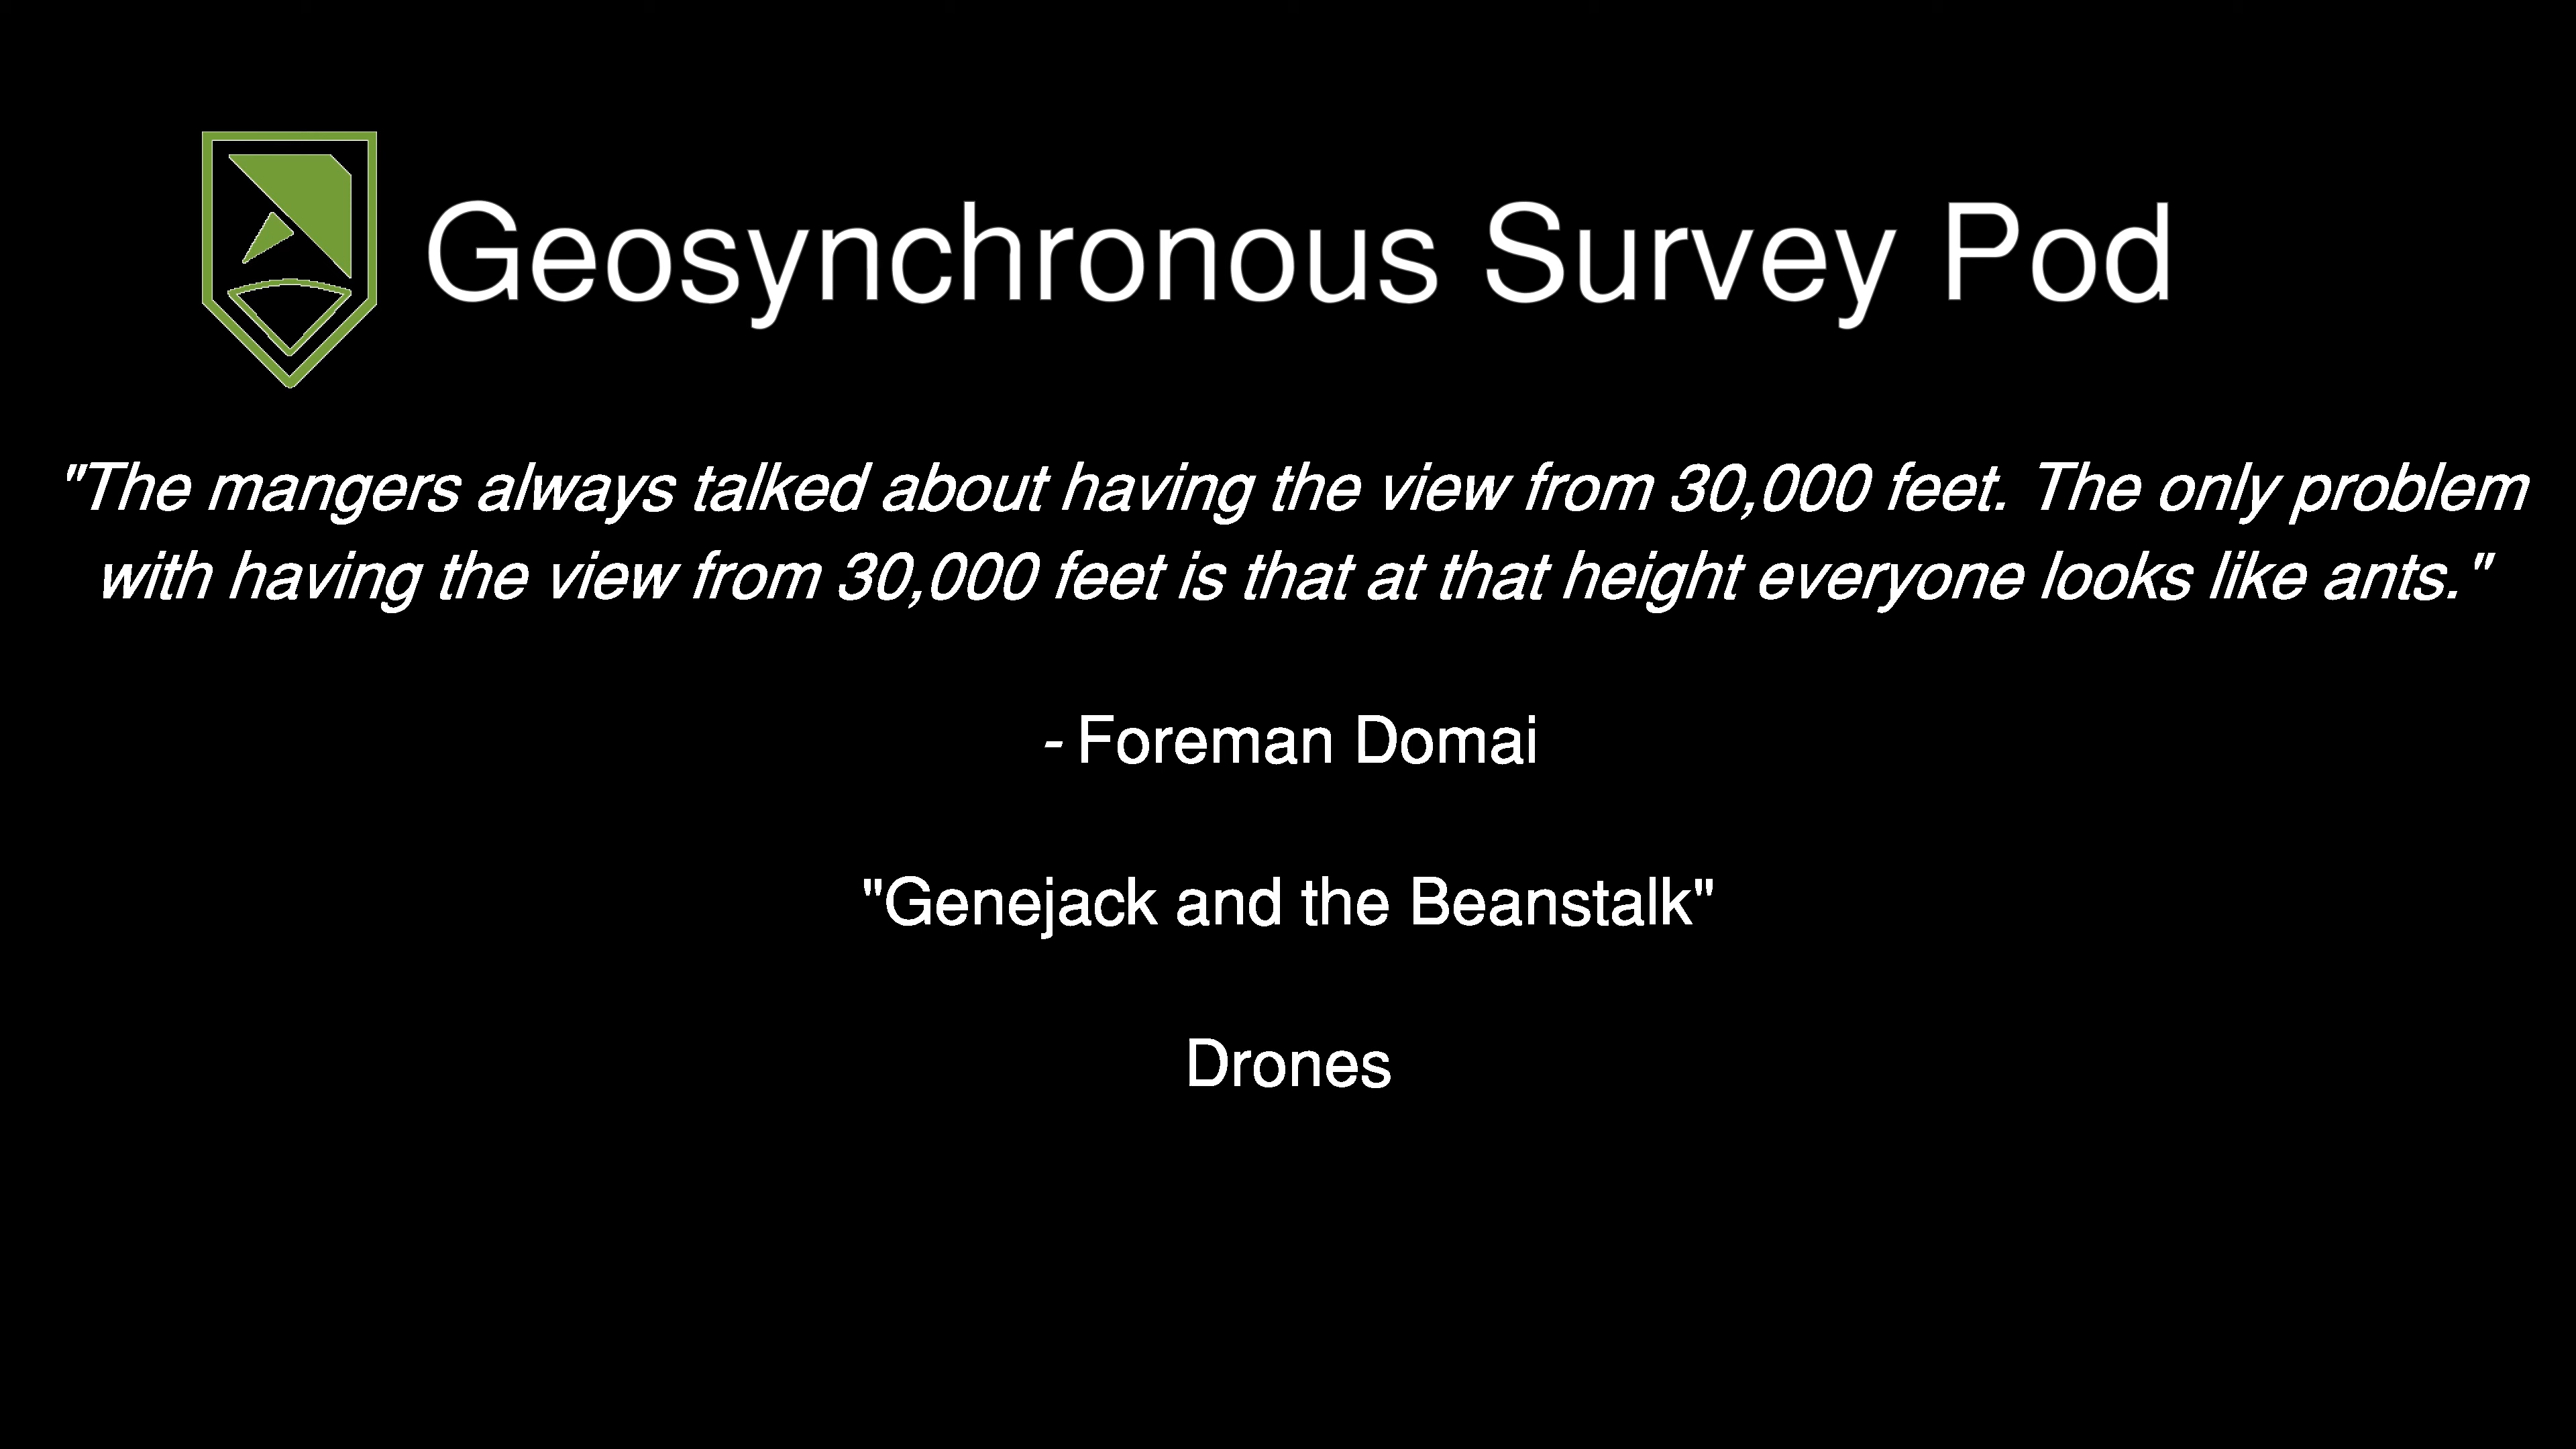 Geosynchronous Survey Pod
"The mangers always talked about having the view from 30,000 feet. The only problem
with having the view from 30,000 feet is that at that height everyone looks like ants."
- Foreman Domai
"Genejack and the Beanstalk"
Drones